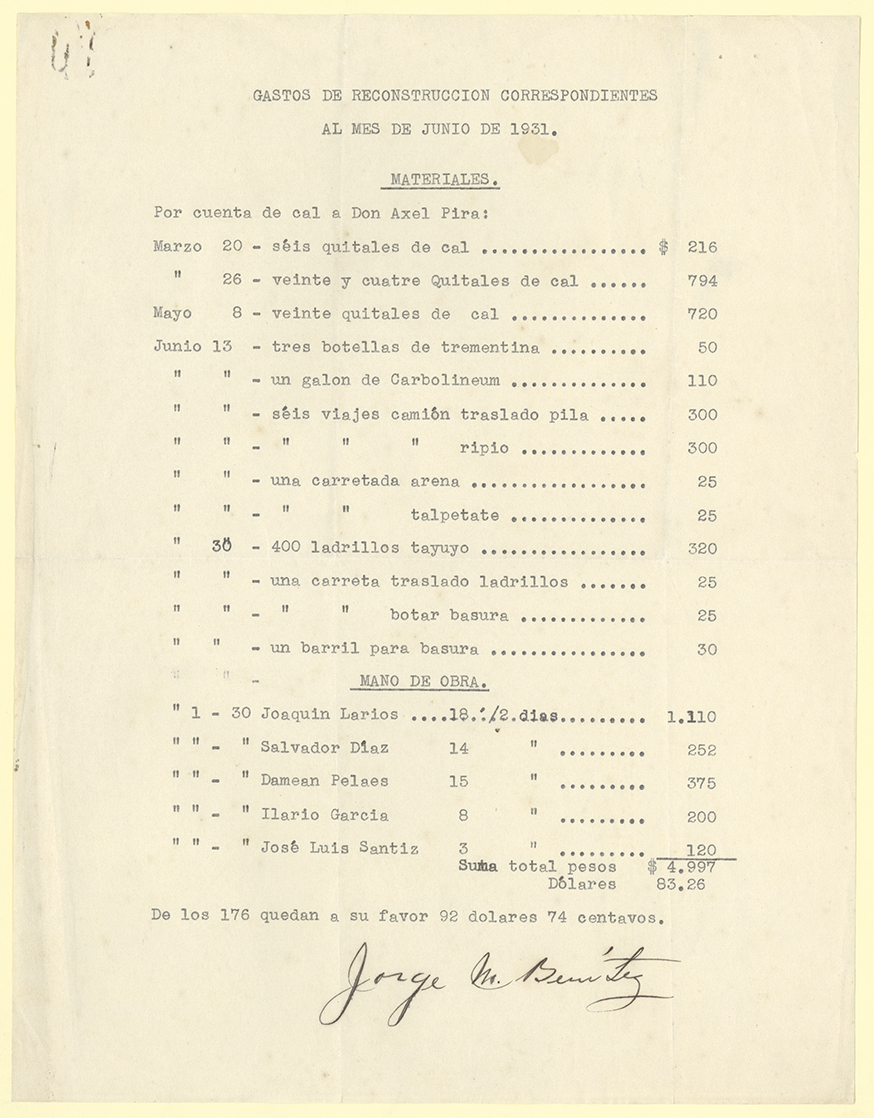 GASTOS DE RECONSTRUCCION CORRESPONDIENTES
AL MES DE JUNIO DE 1931.
MATERIALES.
Por cuenta de cal a Don Axel Pira:
Marzo 20 - séis quitales de cal ................. $ 216
" 26 - veinte y cuatre Quitales de cal ...... 794
Mayo 8 - veinte quitales de cal .............. 720
Junio 13 - tres botellas de trementina .......... 50
" " - un galon de Carbolineum .............. 110
" " - séis viajes camión traslado pila ..... 300
" " - " " " ripio ............. 300
" " - una carretada arena .................. 25
" " - " " talpetate .............. 25
" 30 - 400 ladrillos tayuyo ................. 320
" " - una carreta traslado ladrillos ....... 25
" " - " " botar basura ............. 25
" " - un barril para basura ................ 30
" " - MANO DE OBRA.
" 1 - 30 Joaquin Larios ....18.1/2.dias......... 1.110
" " - " Salvador Díaz 14 " ......... 252
" " - " Damean Pelaes 15 " ......... 375
" " - " Ilario Garcia 8 " ......... 200
" " - " José Luis Santiz 3 " ......... 120
Suma total pesos $ 4.997
Dólares 83.26
De los 176 quedan a su favor 92 dolares 74 centavos.
Jorge M. Benítez